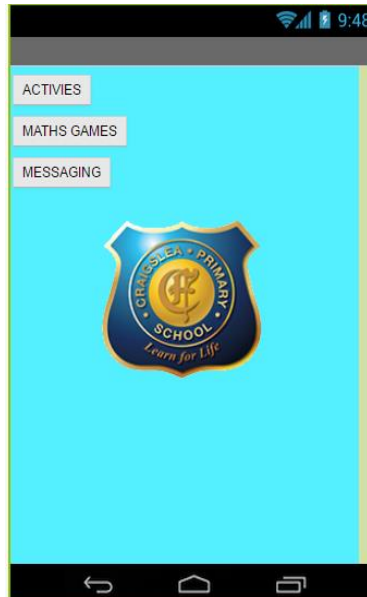 9:48
ACTIVIES
MATHS GAMES
MESSAGING
CRAIGSLEA • PRIMARY
• SCHOOL •
Learn for Life